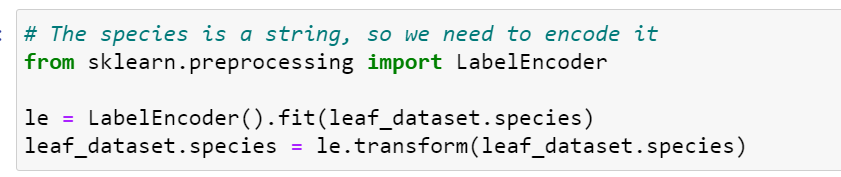 # The species is a string, so we need to encode it
from sklearn.preprocessing import LabelEncoder
le = LabelEncoder().fit(leaf_dataset.species)
leaf_dataset.species = le.transform(leaf_dataset.species)